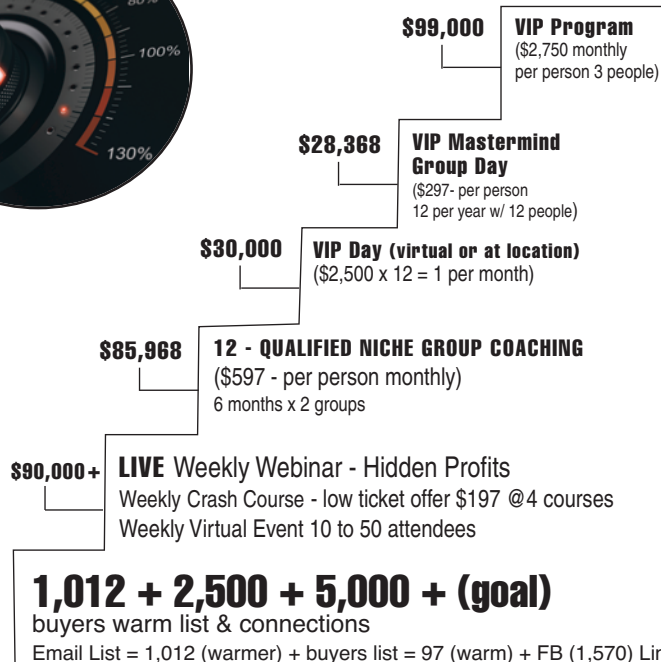 80%
100%
130%
$99,000
VIP Program
($2,750 monthly
per person 3 people)
$28,368
VIP Mastermind
Group Day
($297- per person
12 per year w/ 12 people)
$30,000
VIP Day (virtual or at location)
($2,500 x 12 = 1 per month)
$85,968
12 - QUALIFIED NICHE GROUP COACHING
($597 - per person monthly)
6 months x 2 groups
$90,000+
LIVE Weekly Webinar - Hidden Profits
Weekly Crash Course - low ticket offer $197 @4 courses
Weekly Virtual Event 10 to 50 attendees
1,012 + 2,500 + 5,000 + (goal)
buyers warm list & connections
Email List = 1,012 (warmer) + buyers list = 97 (warm) + FB (1,570)